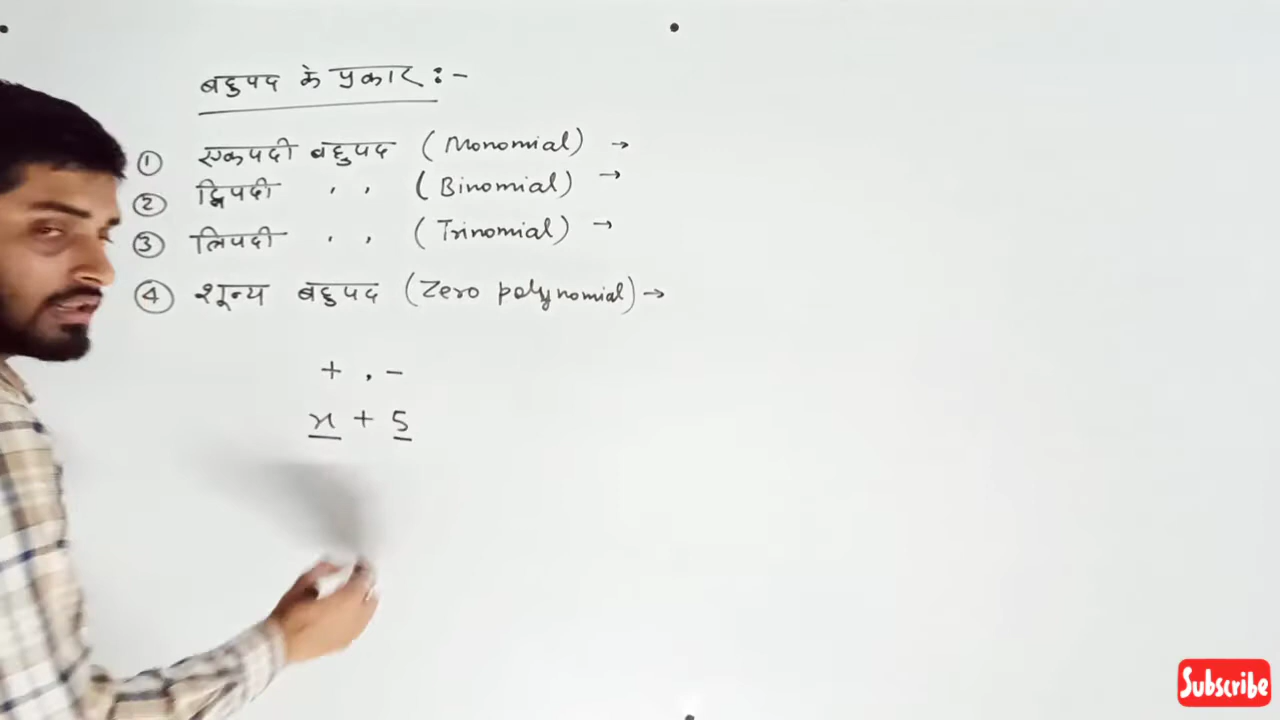 बहुपद के प्रकार :-
① एकपदी बहुपद (Monomial) →
② द्विपदी , , (Binomial) →
③ त्रिपदी , , (Trinomial) →
④ शून्य बहुपद (Zero polynomial) →
+ , -
x + 5
Subscribe